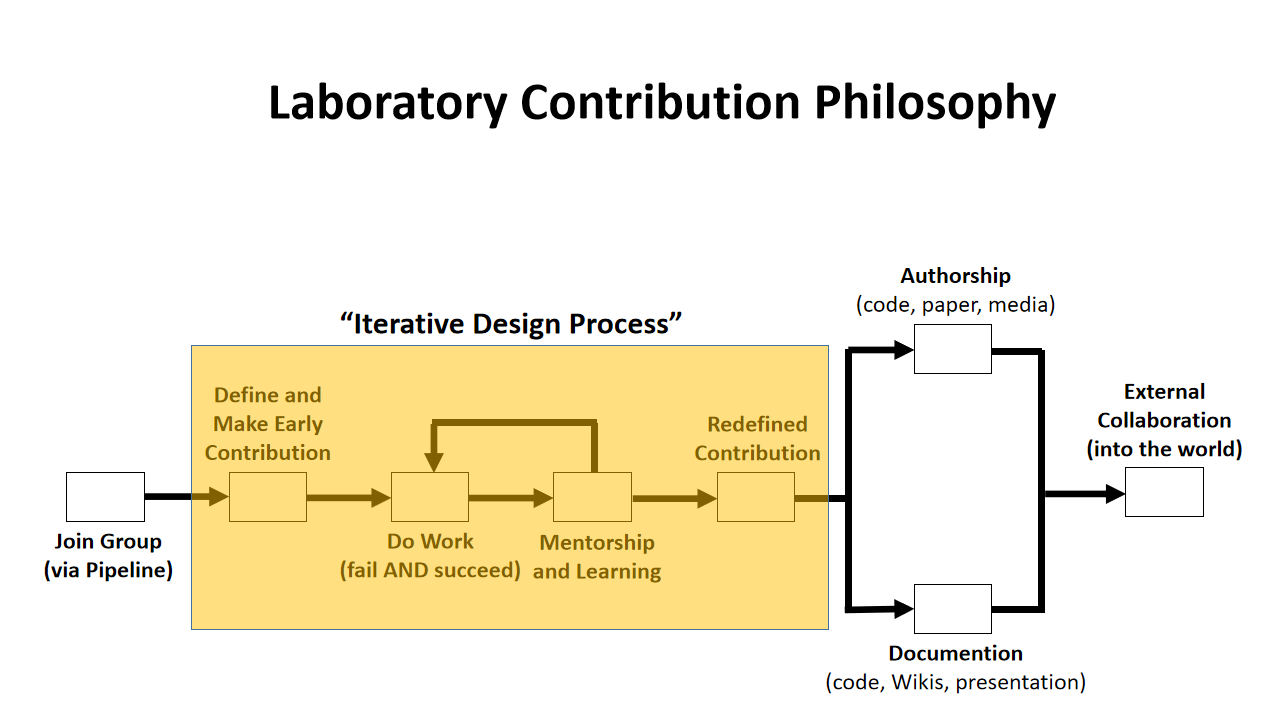 Laboratory Contribution Philosophy
“Iterative Design Process”
Join Group
(via Pipeline)
Define and
Make Early
Contribution
Do Work
(fail AND succeed)
Mentorship
and Learning
Redefined
Contribution
Authorship
(code, paper, media)
Documention
(code, Wikis, presentation)
External
Collaboration
(into the world)